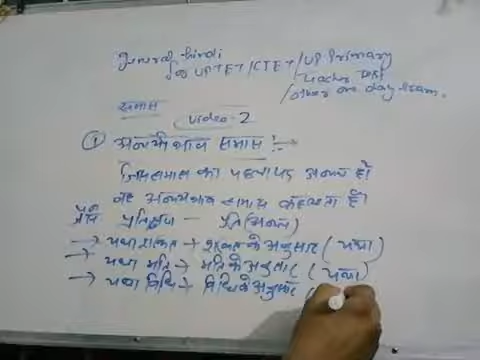 General hindi
for UPTET/CTET/UP Primary
Teacher Test
/other one day Exam.
समास
Video-2
① अव्ययीभाव समास :→
जिस समास का पहला पद अव्यय हो
वह अव्ययीभाव समास कहलाता है।
जैसे प्रतिक्षण - प्रति (अव्यय)
→ यथाशक्ति → शक्ति के अनुसार (यथा)
→ यथा मति → मति के अनुसार (यथा)
→ यथा विधि → विधि के अनुसार (